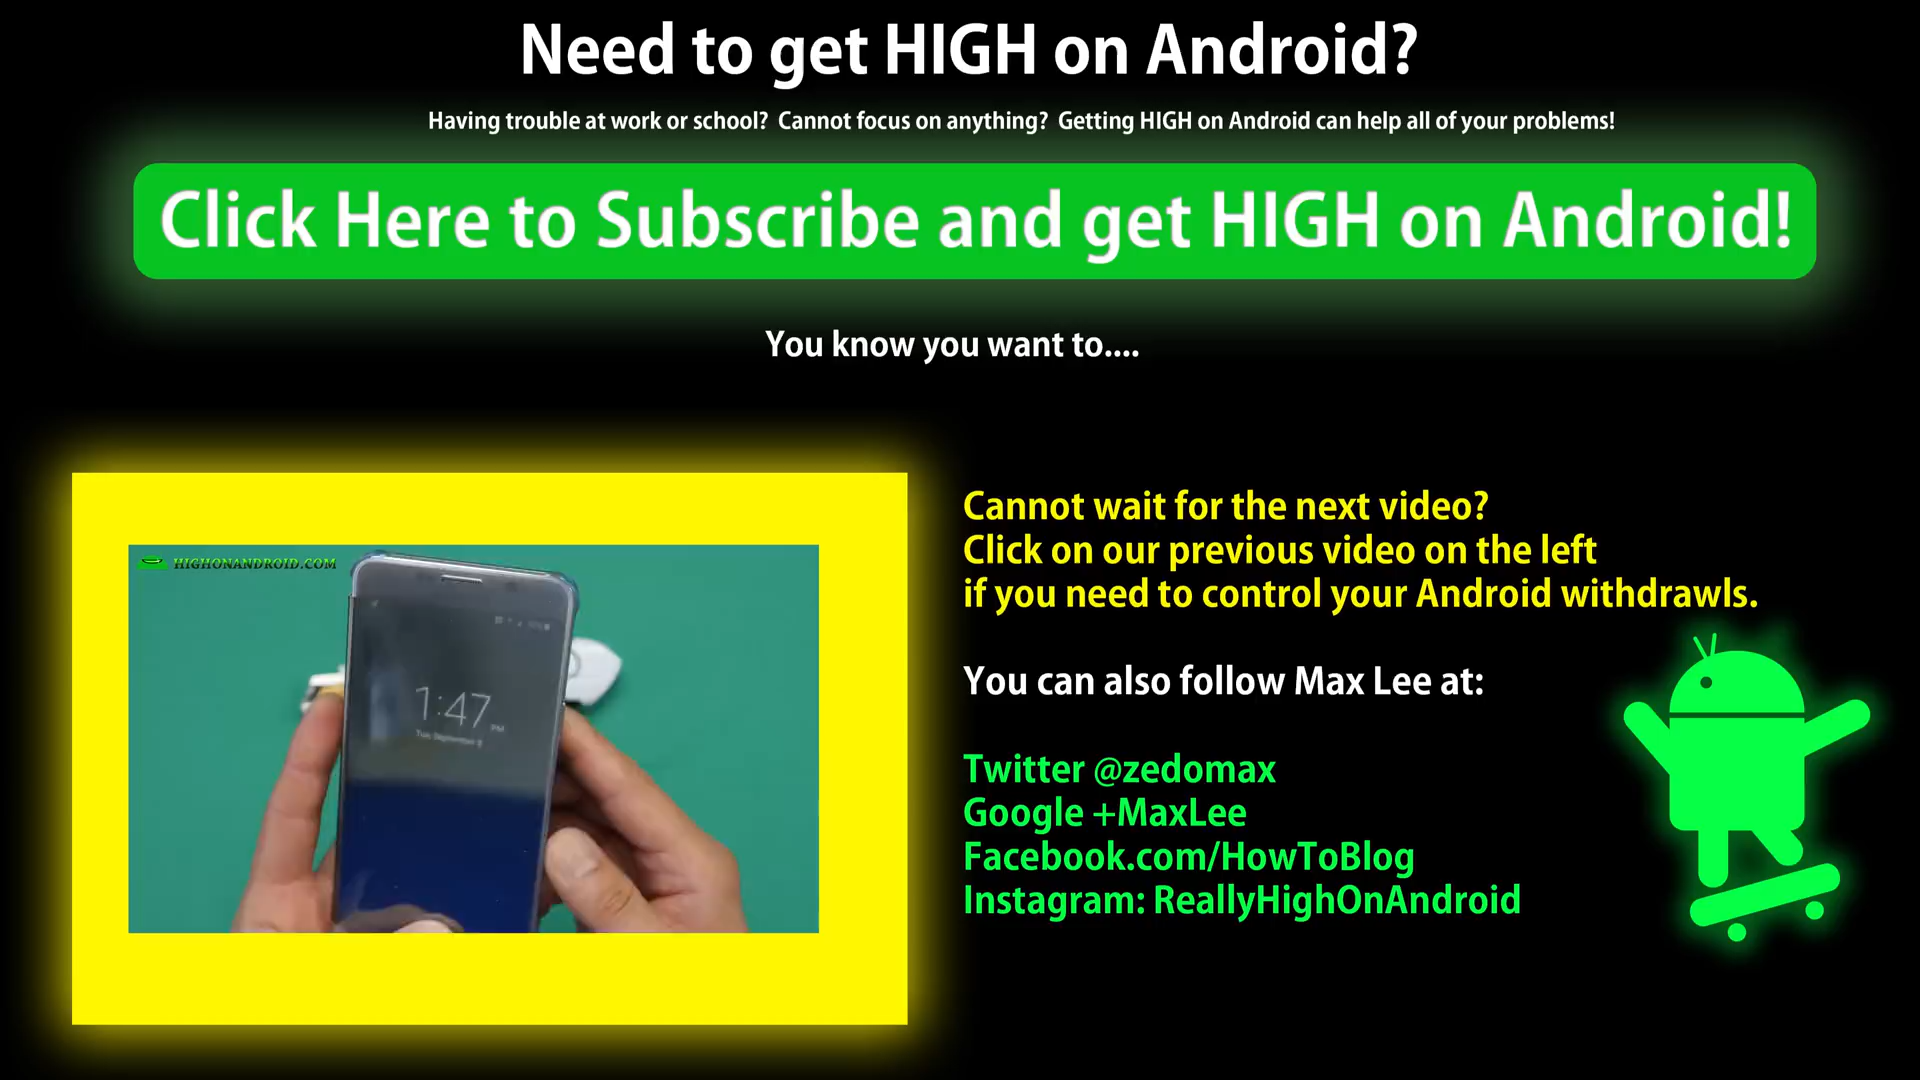 Need to get HIGH on Android?
Having trouble at work or school? Cannot focus on anything? Getting HIGH on Android can help all of your problems!
Click Here to Subscribe and get HIGH on Android!
You know you want to....
HIGHONANDROID.COM
1:47 PM
Tue, September 8
Cannot wait for the next video?
Click on our previous video on the left
if you need to control your Android withdrawls.
You can also follow Max Lee at:
Twitter @zedomax
Google +MaxLee
Facebook.com/HowToBlog
Instagram: ReallyHighOnAndroid